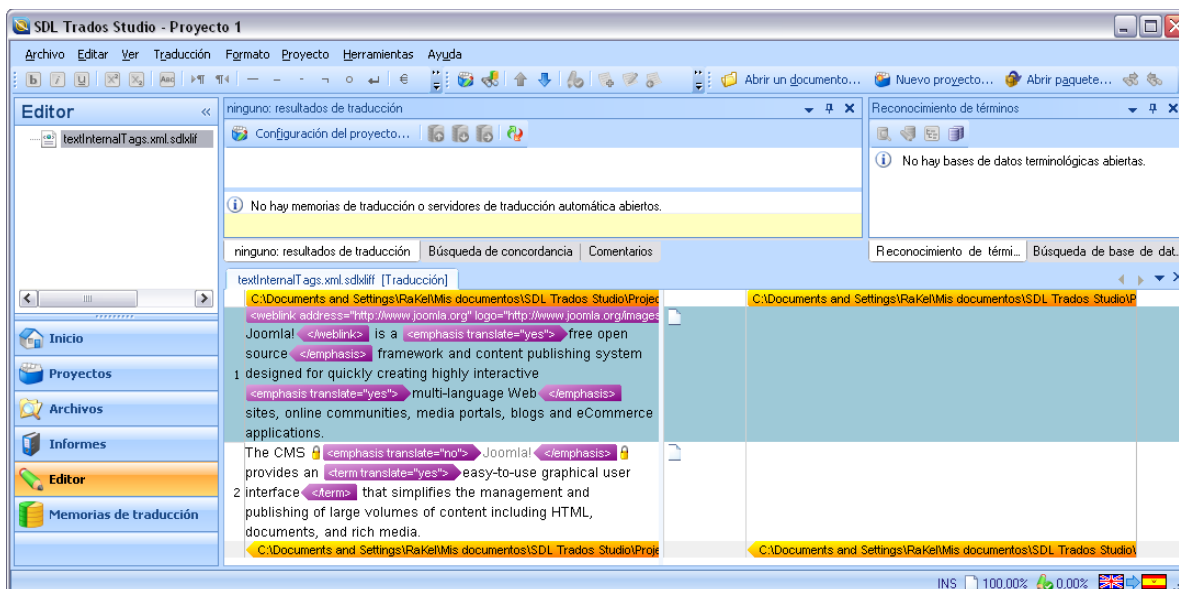 SDL Trados Studio - Proyecto 1
Archivo Editar Ver Traducción Formato Proyecto Herramientas Ayuda
Abrir un documento... Nuevo proyecto... Abrir paquete...
Editor
textInternalTags.xml.sdlxlif
ninguno: resultados de traducción
Configuración del proyecto...
No hay memorias de traducción o servidores de traducción automática abiertos.
ninguno: resultados de traducción Búsqueda de concordancia Comentarios
Reconocimiento de términos
No hay bases de datos terminológicas abiertas.
Reconocimiento de térmi... Búsqueda de base de dat...
textInternalTags.xml.sdlxliff [Traducción]
C:\Documents and Settings\RaKel\Mis documentos\SDL Trados Studio\Projec
C:\Documents and Settings\RaKel\Mis documentos\SDL Trados Studio\P
<weblink address="http://www.joomla.org" logo="http://www.joomla.org/images
Joomla! </weblink> is a <emphasis translate="yes"> free open
source </emphasis> framework and content publishing system
1 designed for quickly creating highly interactive
<emphasis translate="yes"> multi-language Web </emphasis>
sites, online communities, media portals, blogs and eCommerce
applications.
The CMS <emphasis translate="no"> Joomla! </emphasis>
provides an <term translate="yes"> easy-to-use graphical user
2 interface </term> that simplifies the management and
publishing of large volumes of content including HTML,
documents, and rich media.
C:\Documents and Settings\RaKel\Mis documentos\SDL Trados Studio\Proje
C:\Documents and Settings\RaKel\Mis documentos\SDL Trados Studio\
Inicio
Proyectos
Archivos
Informes
Editor
Memorias de traducción
INS 100,00% 0,00%